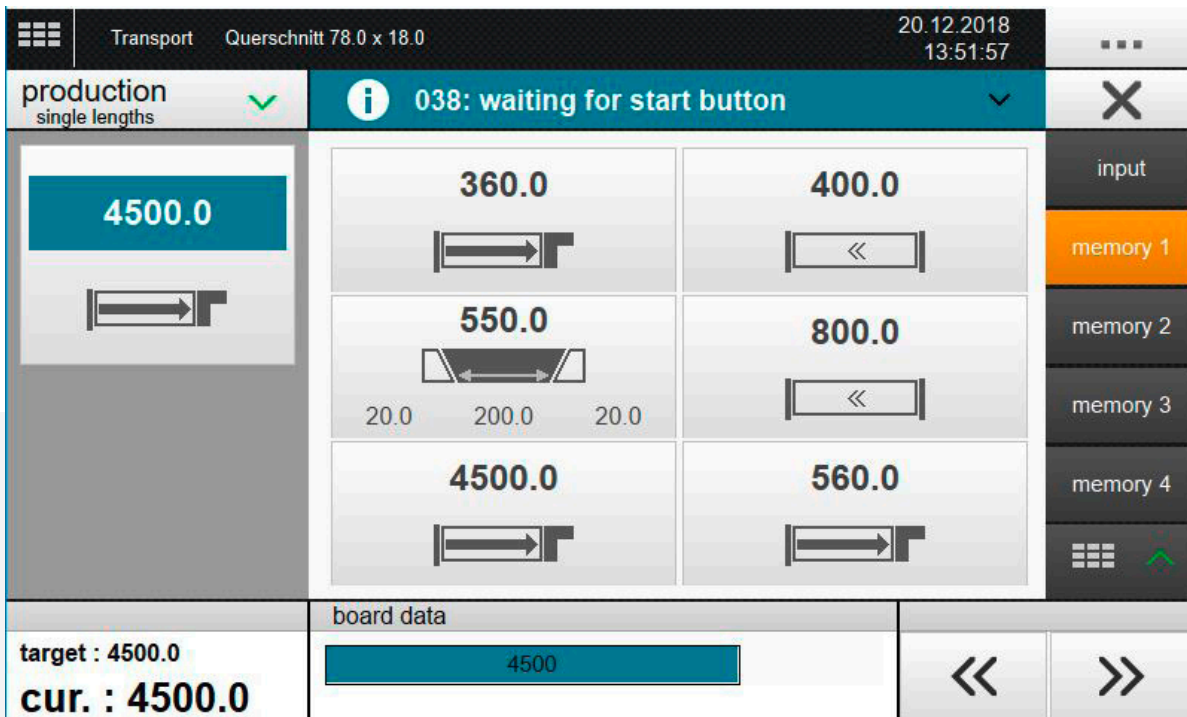 Transport Querschnitt 78.0 x 18.0
20.12.2018
13:51:57
production
single lengths
038: waiting for start button
4500.0
360.0
400.0
550.0
20.0 200.0 20.0
800.0
4500.0
560.0
input
memory 1
memory 2
memory 3
memory 4
board data
target : 4500.0
cur. : 4500.0
4500